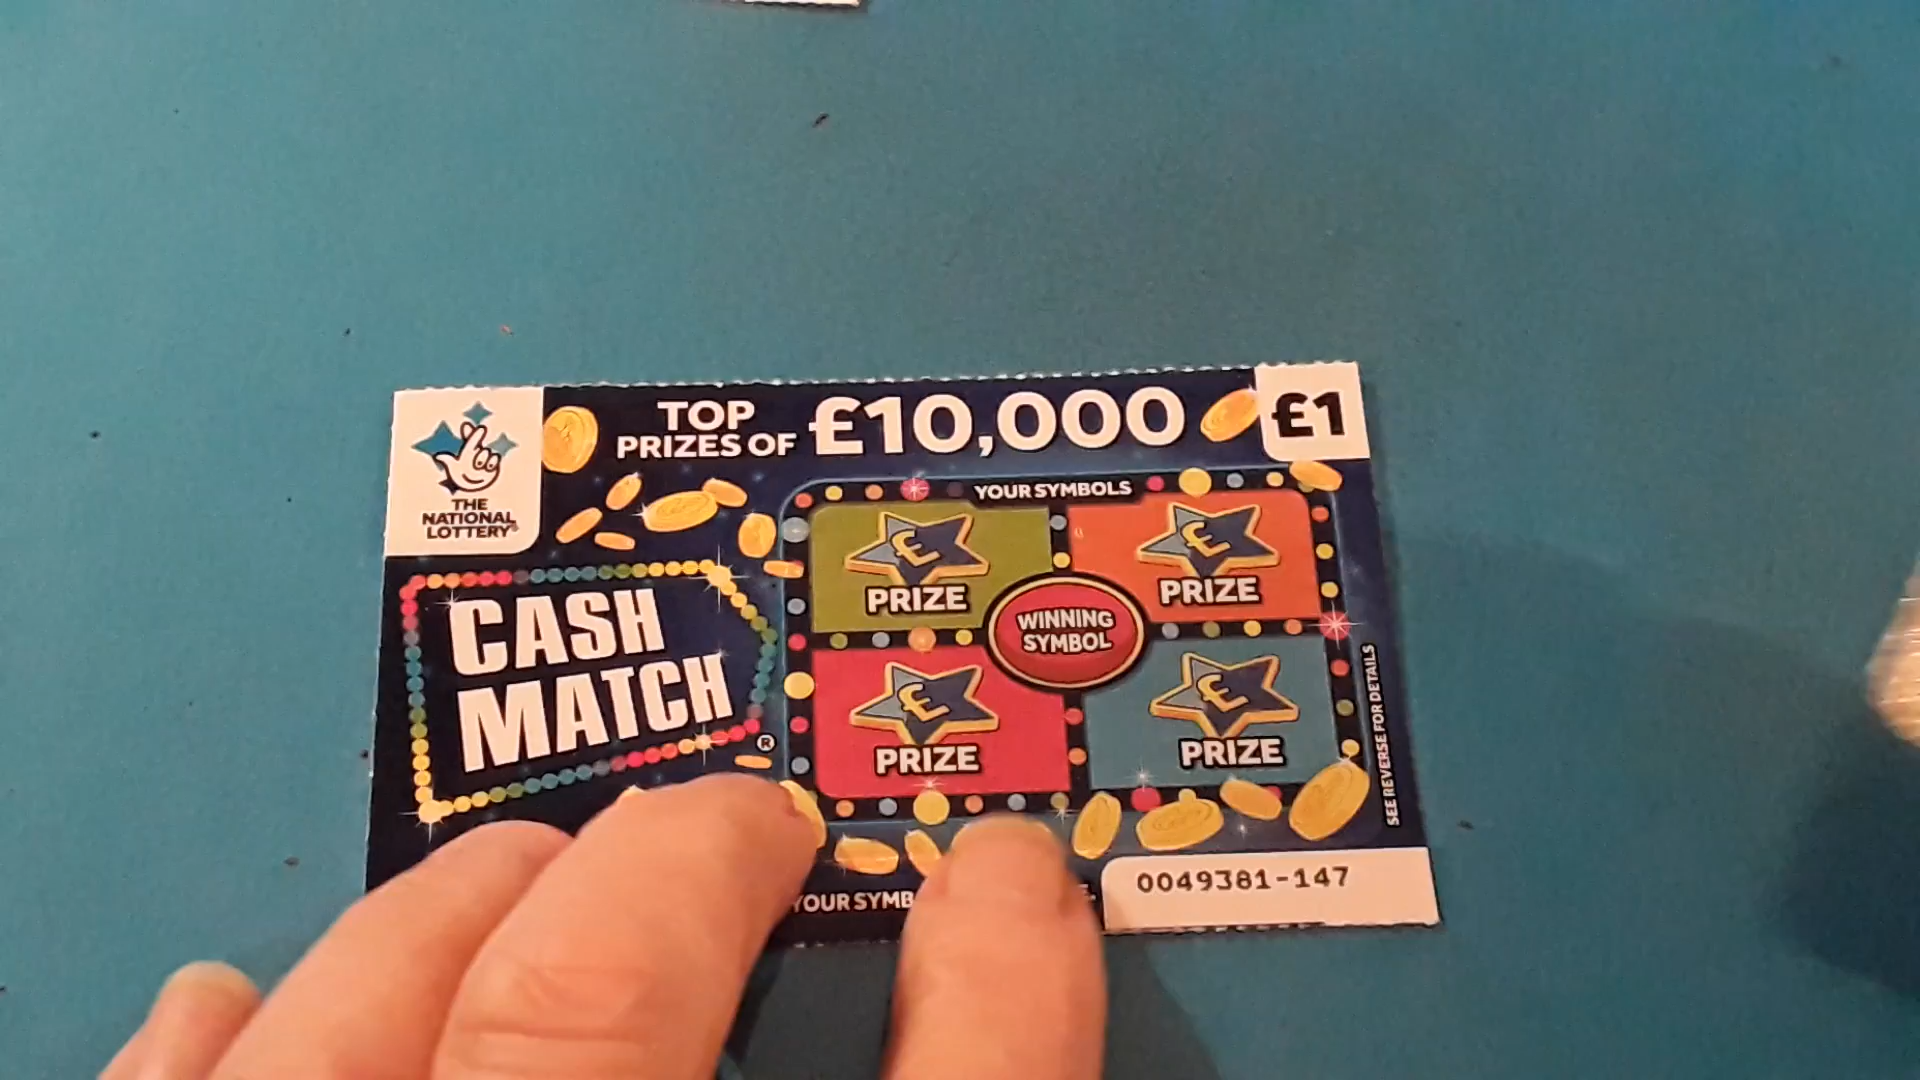 TOP
PRIZES OF £10,000
£1
THE
NATIONAL
LOTTERY®
YOUR SYMBOLS
£
PRIZE
£
PRIZE
WINNING
SYMBOL
CASH
MATCH
®
£
PRIZE
£
PRIZE
SEE REVERSE FOR DETAILS
0049381-147
YOUR